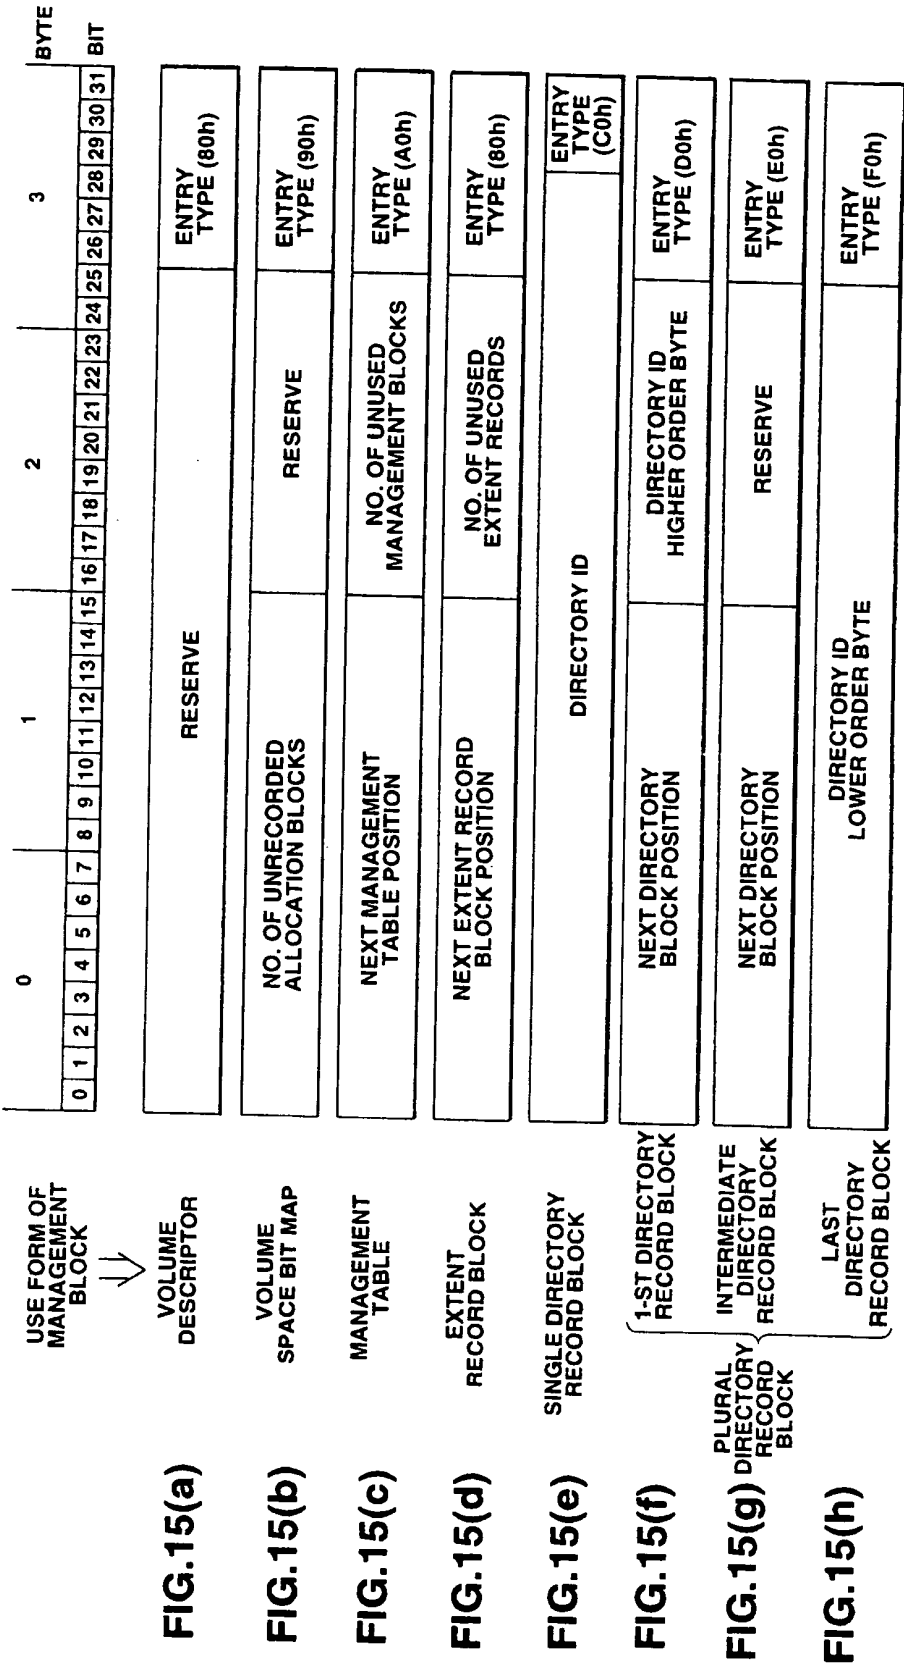 BYTE
0 1 2 3
BIT
0 1 2 3 4 5 6 7 8 9 10 11 12 13 14 15 16 17 18 19 20 21 22 23 24 25 26 27 28 29 30 31
USE FORM OF
MANAGEMENT
BLOCK
FIG.15(a)
VOLUME
DESCRIPTOR
RESERVE
ENTRY
TYPE (80h)
FIG.15(b)
VOLUME
SPACE BIT MAP
NO. OF UNRECORDED
ALLOCATION BLOCKS
RESERVE
ENTRY
TYPE (90h)
FIG.15(c)
MANAGEMENT
TABLE
NEXT MANAGEMENT
TABLE POSITION
NO. OF UNUSED
MANAGEMENT BLOCKS
ENTRY
TYPE (A0h)
FIG.15(d)
EXTENT
RECORD BLOCK
NEXT EXTENT RECORD
BLOCK POSITION
NO. OF UNUSED
EXTENT RECORDS
ENTRY
TYPE (80h)
FIG.15(e)
SINGLE DIRECTORY
RECORD BLOCK
DIRECTORY ID
ENTRY
TYPE
(C0h)
FIG.15(f)
1-ST DIRECTORY
RECORD BLOCK
NEXT DIRECTORY
BLOCK POSITION
DIRECTORY ID
HIGHER ORDER BYTE
ENTRY
TYPE (D0h)
FIG.15(g)
PLURAL
DIRECTORY
RECORD
BLOCK
INTERMEDIATE
DIRECTORY
RECORD BLOCK
NEXT DIRECTORY
BLOCK POSITION
RESERVE
ENTRY
TYPE (E0h)
FIG.15(h)
LAST
DIRECTORY
RECORD BLOCK
DIRECTORY ID
LOWER ORDER BYTE
ENTRY
TYPE (F0h)